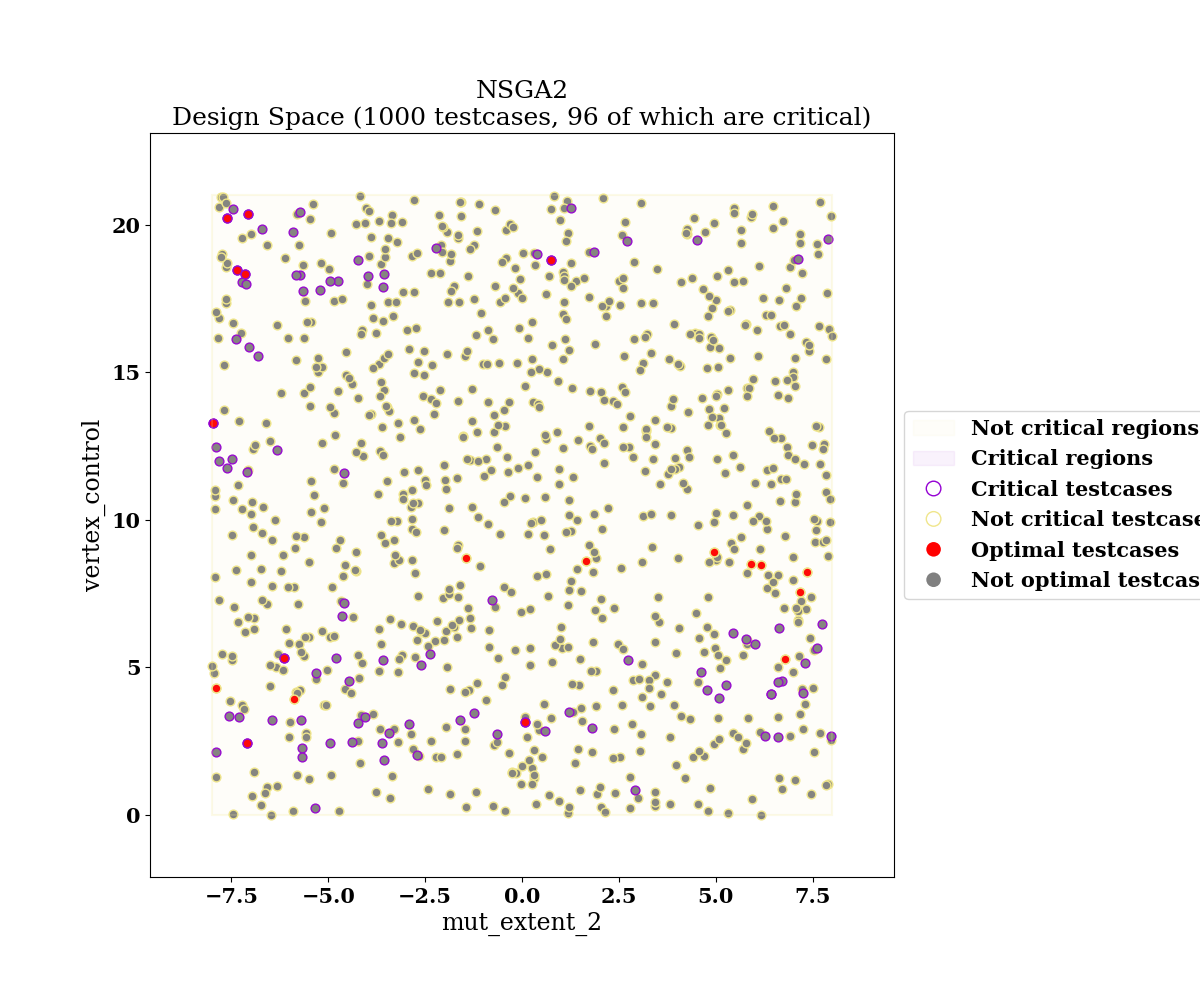 NSGA2
Design Space (1000 testcases, 96 of which are critical)
vertex_control
20
15
10
5
0
−7.5 −5.0 −2.5 0.0 2.5 5.0 7.5
mut_extent_2
Not critical regions
Critical regions
Critical testcases
Not critical testcase
Optimal testcases
Not optimal testcas